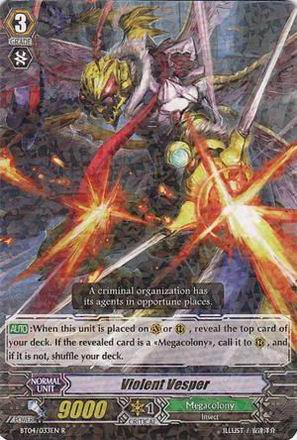 3
GRADE
A criminal organization has
its agents in opportune places.
AUTO :When this unit is placed on V or R , reveal the top card of
your deck. If the revealed card is a «Megacolony», call it to R , and
if it is not, shuffle your deck.
NORMAL
UNIT
Violent Vesper
POWER
9000
1
CRITICAL
Megacolony
Insect
BT04/033EN R
ILLUST /